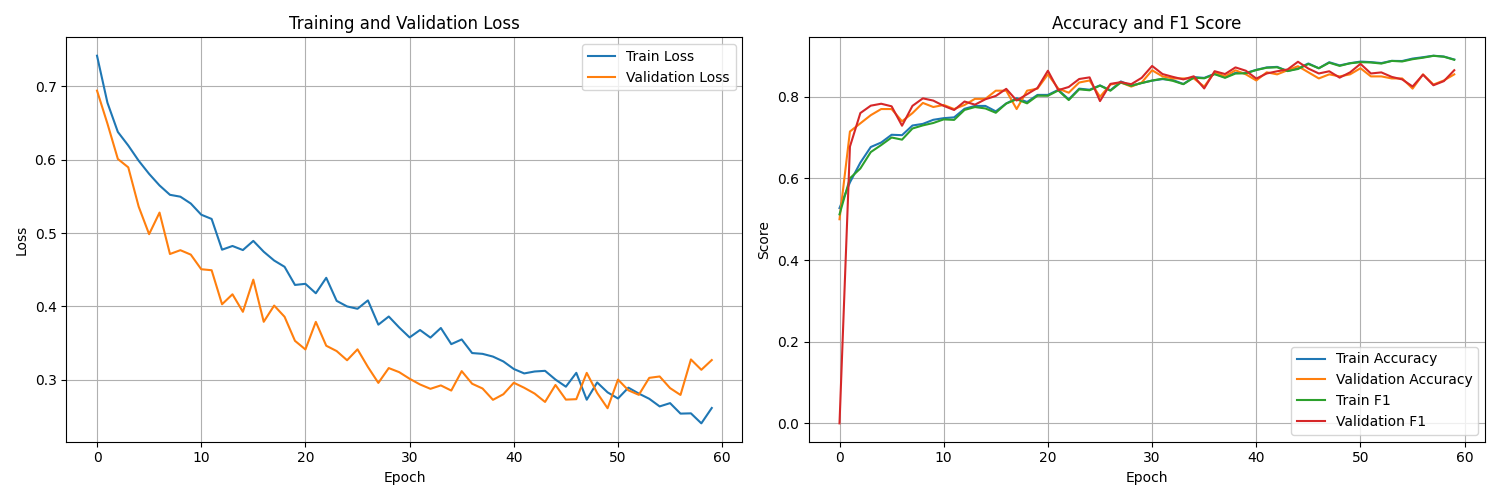 Training and Validation Loss
Train Loss
Validation Loss
0.7
0.6
0.5
0.4
0.3
Loss
0
10
20
30
40
50
60
Epoch
Accuracy and F1 Score
0.8
0.6
0.4
0.2
0.0
Score
Train Accuracy
Validation Accuracy
Train F1
Validation F1
0
10
20
30
40
50
60
Epoch